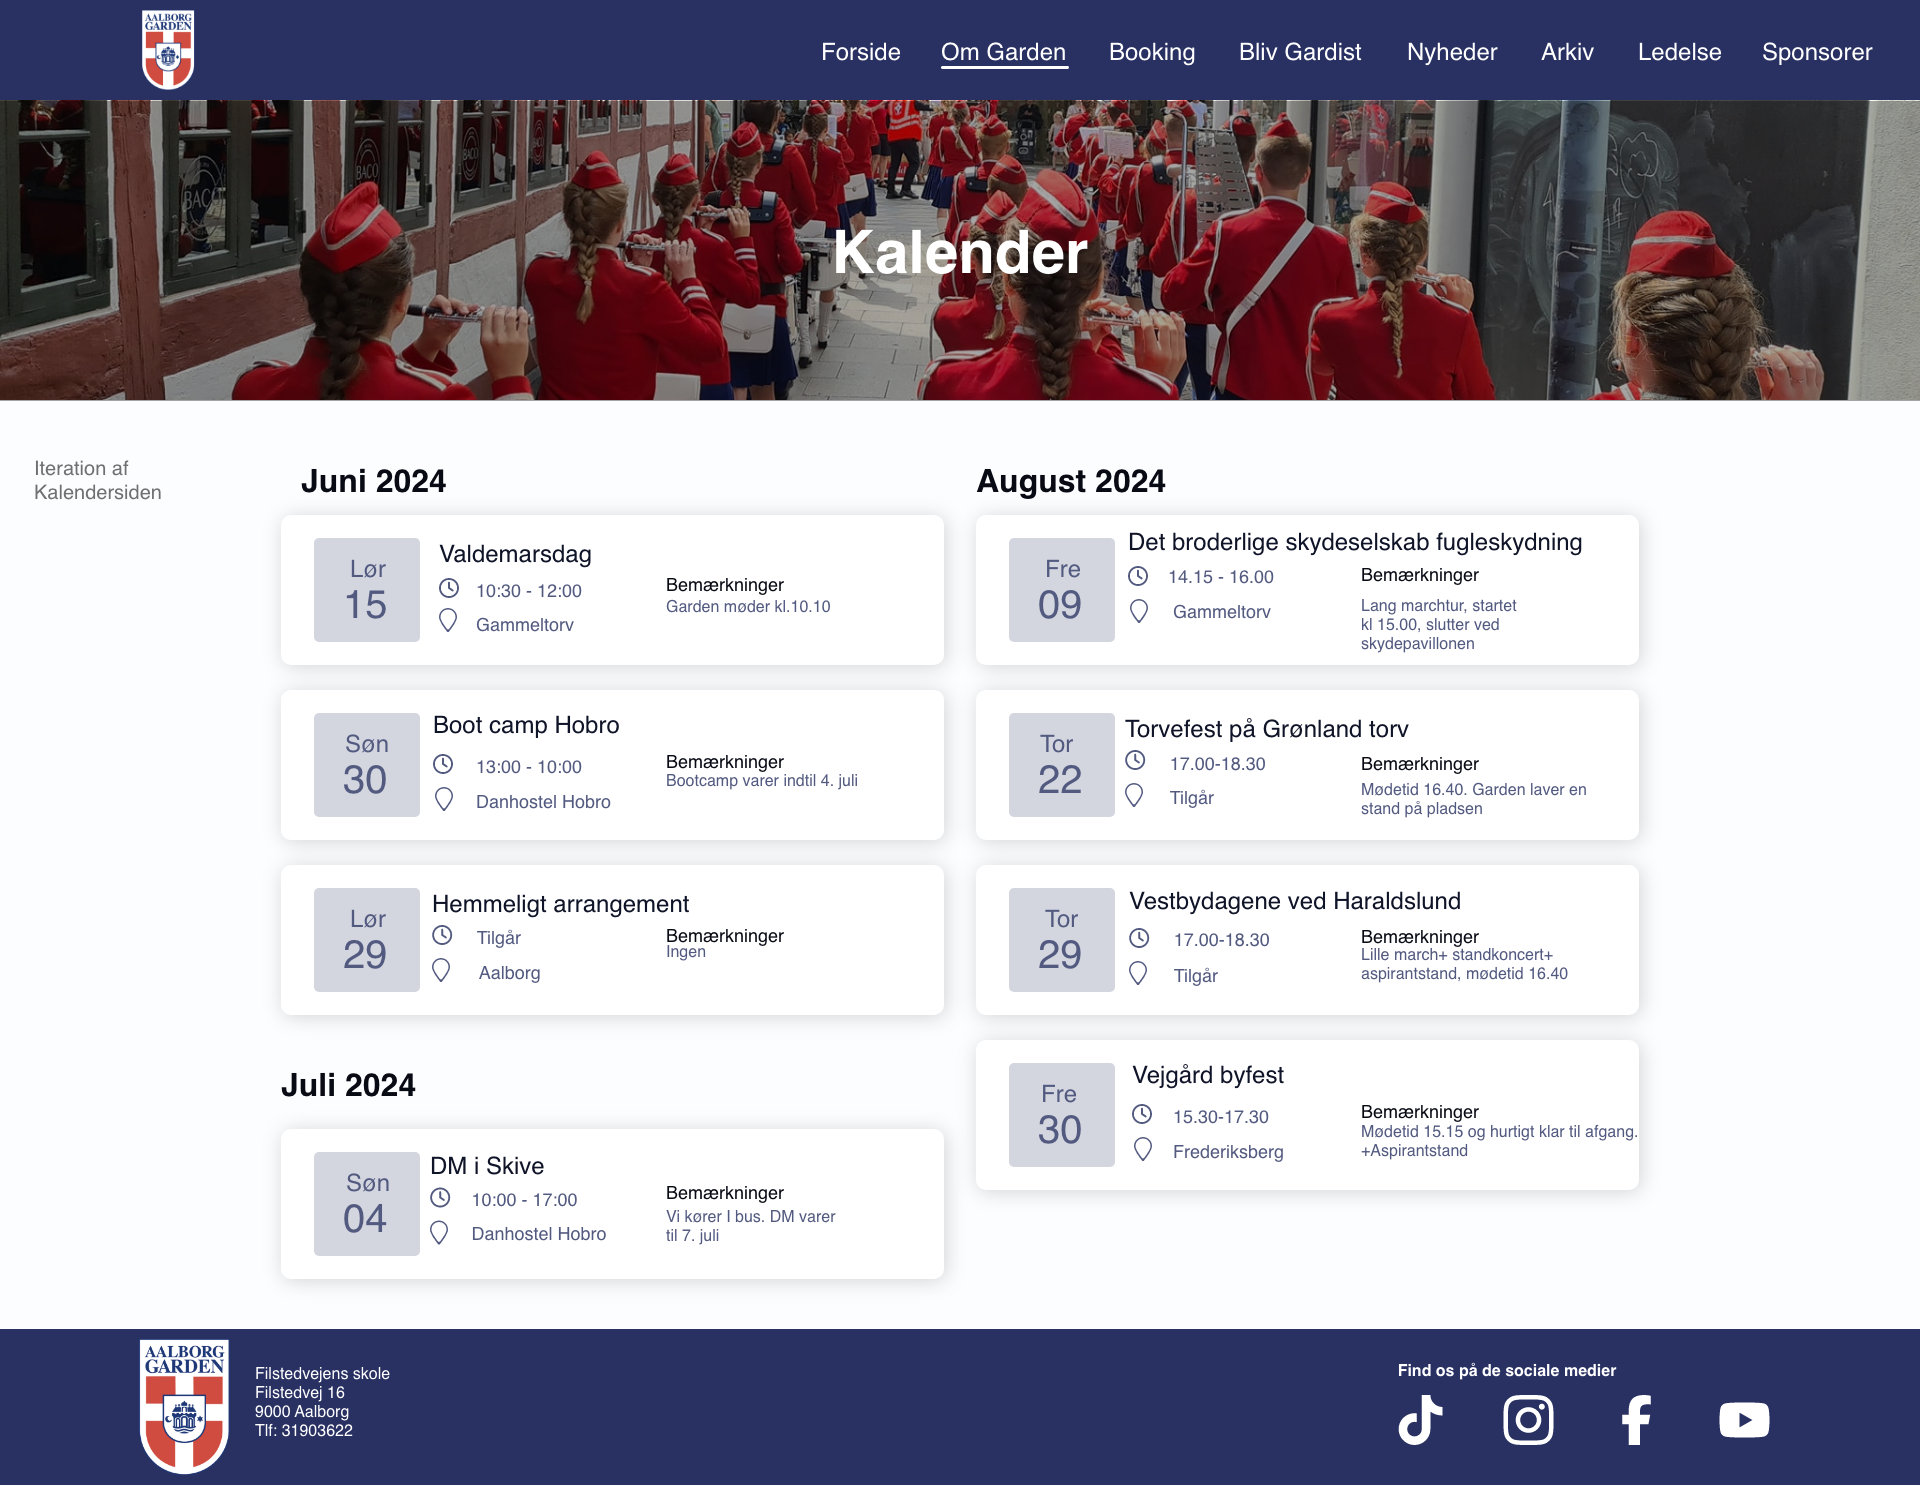 AALBORG
GARDEN
Forside
Om Garden
Booking
Bliv Gardist
Nyheder
Arkiv
Ledelse
Sponsorer
BACO
BACO
BACO
Kalender
Iteration af
Kalendersiden
Juni 2024
Lør
15
Valdemarsdag
10:30 - 12:00
Gammeltorv
Bemærkninger
Garden møder kl.10.10
Søn
30
Boot camp Hobro
13:00 - 10:00
Danhostel Hobro
Bemærkninger
Bootcamp varer indtil 4. juli
Lør
29
Hemmeligt arrangement
Tilgår
Aalborg
Bemærkninger
Ingen
Juli 2024
Søn
04
DM i Skive
10:00 - 17:00
Danhostel Hobro
Bemærkninger
Vi kører I bus. DM varer
til 7. juli
August 2024
Fre
09
Det broderlige skydeselskab fugleskydning
14.15 - 16.00
Gammeltorv
Bemærkninger
Lang marchtur, startet
kl 15.00, slutter ved
skydepavillonen
Tor
22
Torvefest på Grønland torv
17.00-18.30
Tilgår
Bemærkninger
Mødetid 16.40. Garden laver en
stand på pladsen
Tor
29
Vestbydagene ved Haraldslund
17.00-18.30
Tilgår
Bemærkninger
Lille march+ standkoncert+
aspirantstand, mødetid 16.40
Fre
30
Vejgård byfest
15.30-17.30
Frederiksberg
Bemærkninger
Mødetid 15.15 og hurtigt klar til afgang.
+Aspirantstand
AALBORG
GARDEN
Filstedvejens skole
Filstedvej 16
9000 Aalborg
Tlf: 31903622
Find os på de sociale medier